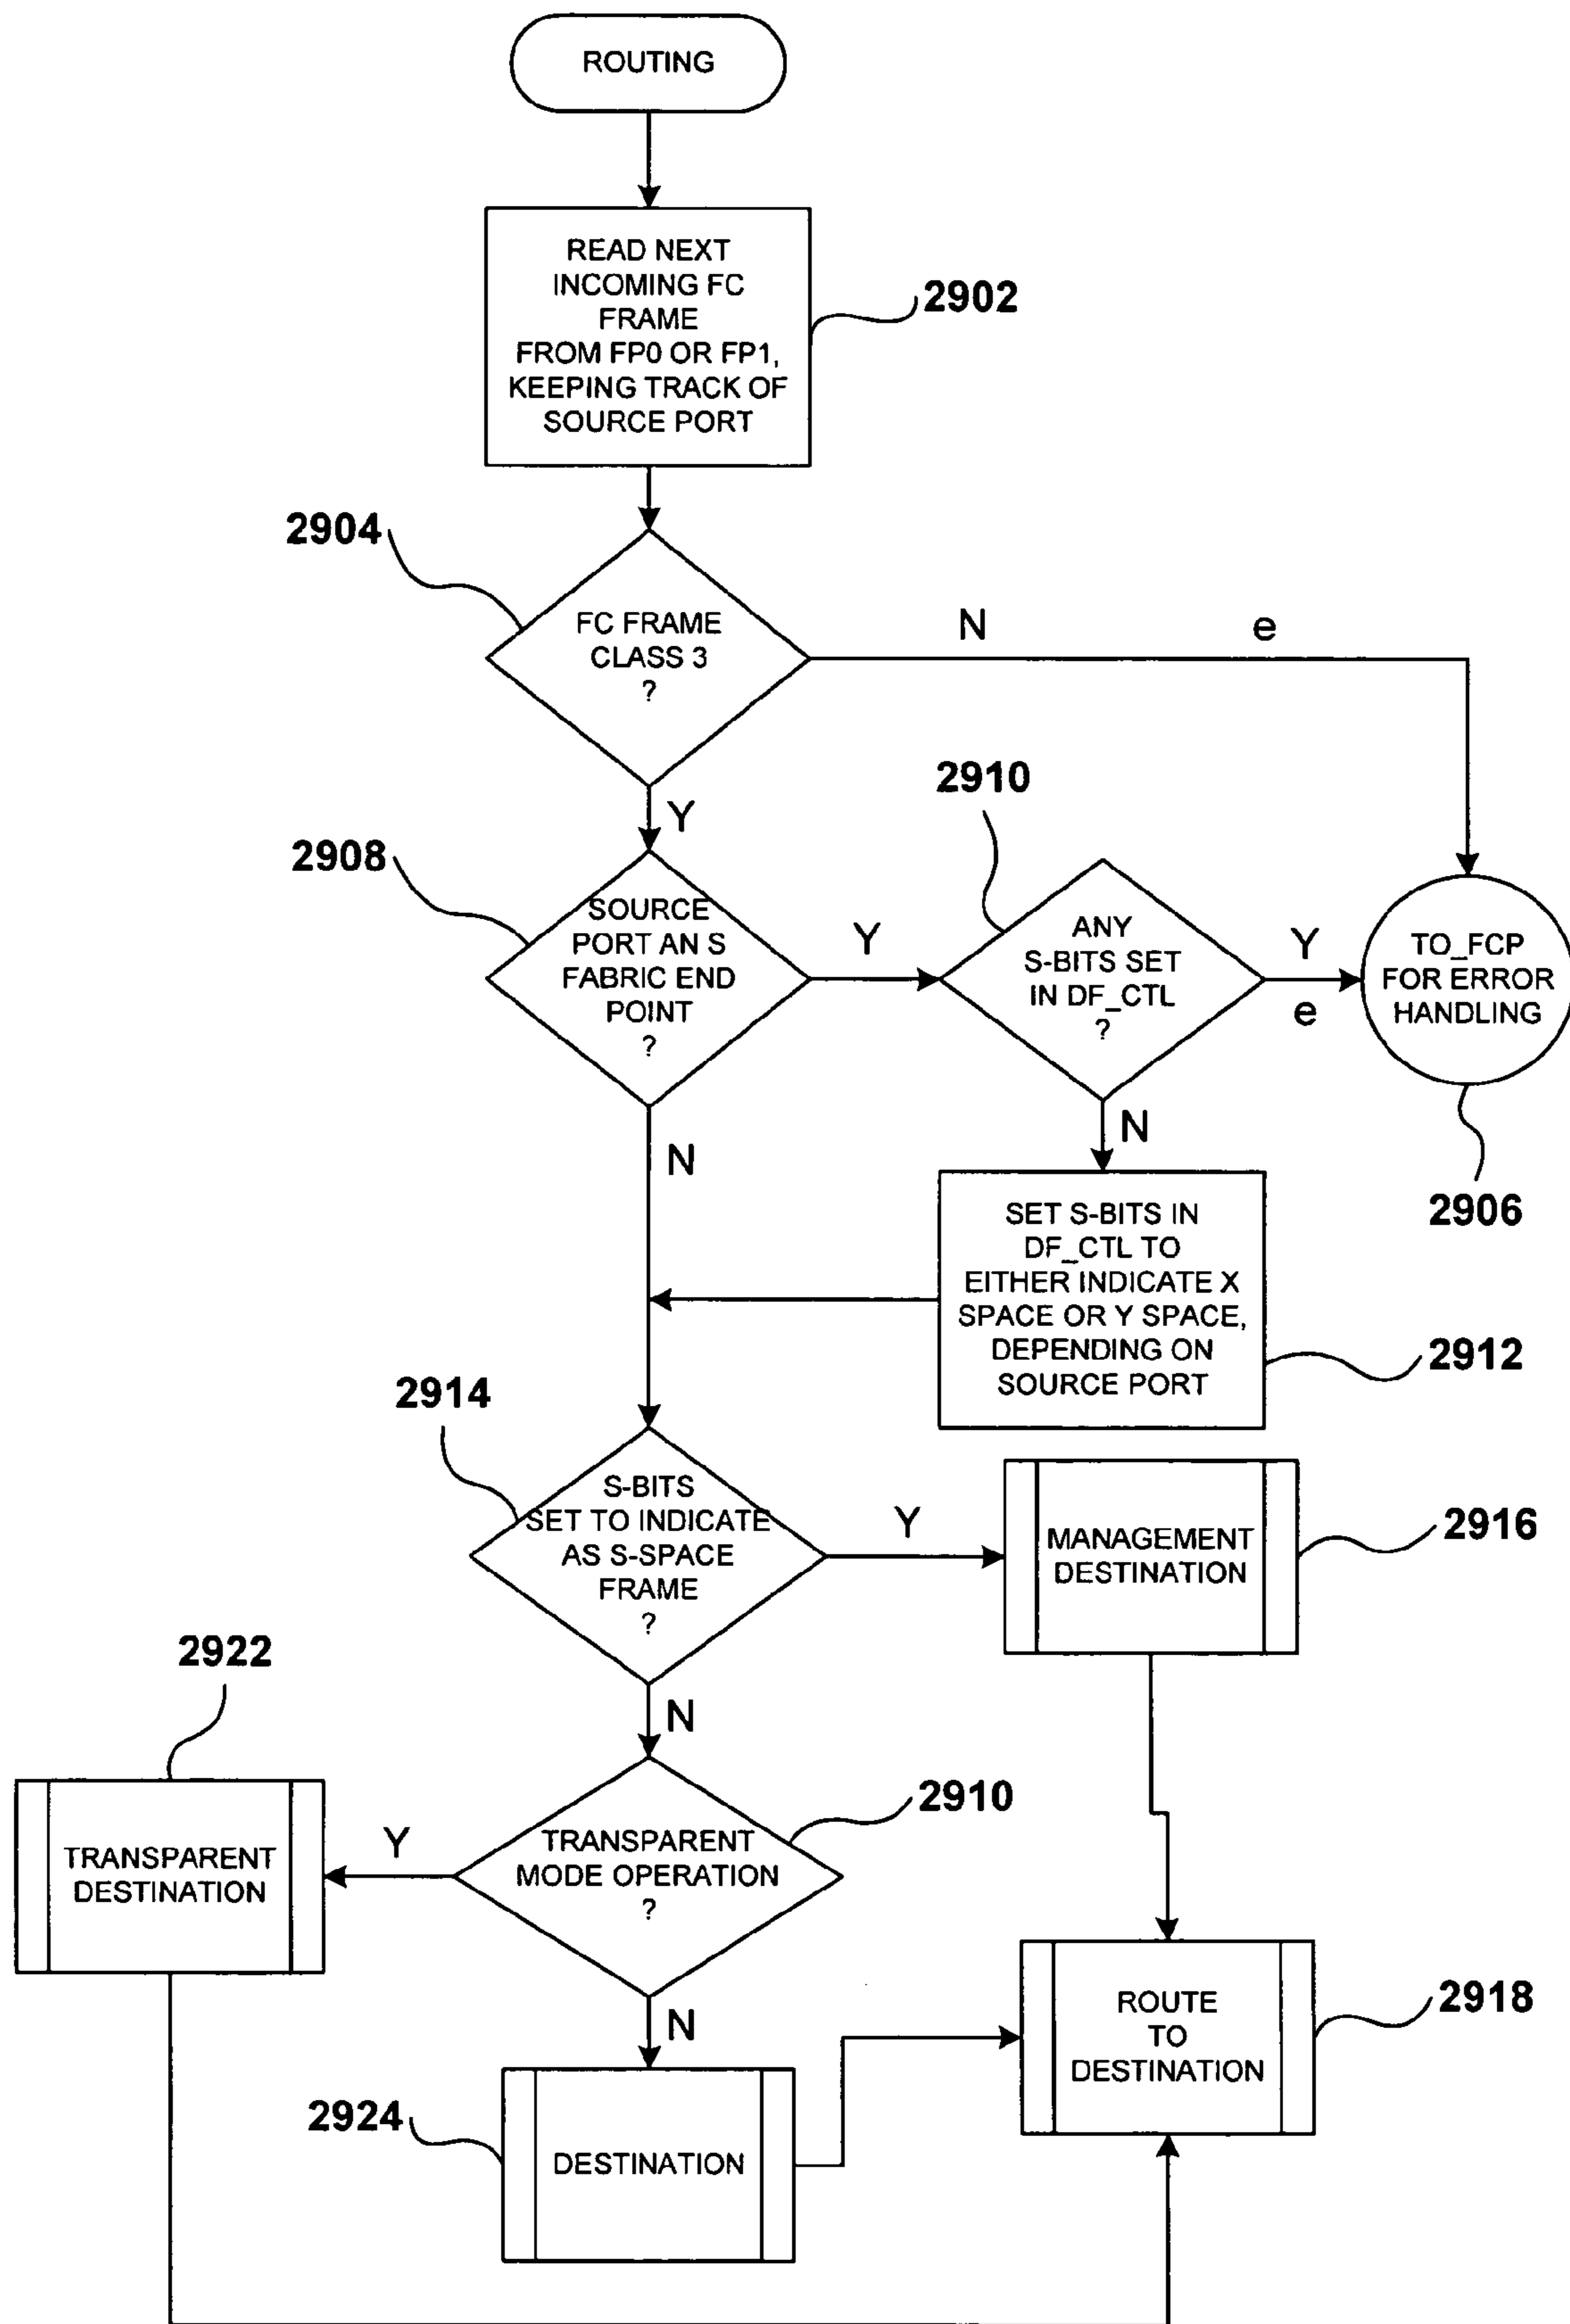 ROUTING
READ NEXT
INCOMING FC
FRAME
FROM FP0 OR FP1,
KEEPING TRACK OF
SOURCE PORT
2902
2904
FC FRAME
CLASS 3
?
N
e
Y
2908
SOURCE
PORT AN S
FABRIC END
POINT
?
Y
2910
ANY
S-BITS SET
IN DF_CTL
?
Y
e
TO_FCP
FOR ERROR
HANDLING
2906
N
N
SET S-BITS IN
DF_CTL TO
EITHER INDICATE X
SPACE OR Y SPACE,
DEPENDING ON
SOURCE PORT
2912
2914
S-BITS
SET TO INDICATE
AS S-SPACE
FRAME
?
Y
MANAGEMENT
DESTINATION
2916
N
2922
TRANSPARENT
DESTINATION
Y
TRANSPARENT
MODE OPERATION
?
2910
N
2924
DESTINATION
ROUTE
TO
DESTINATION
2918